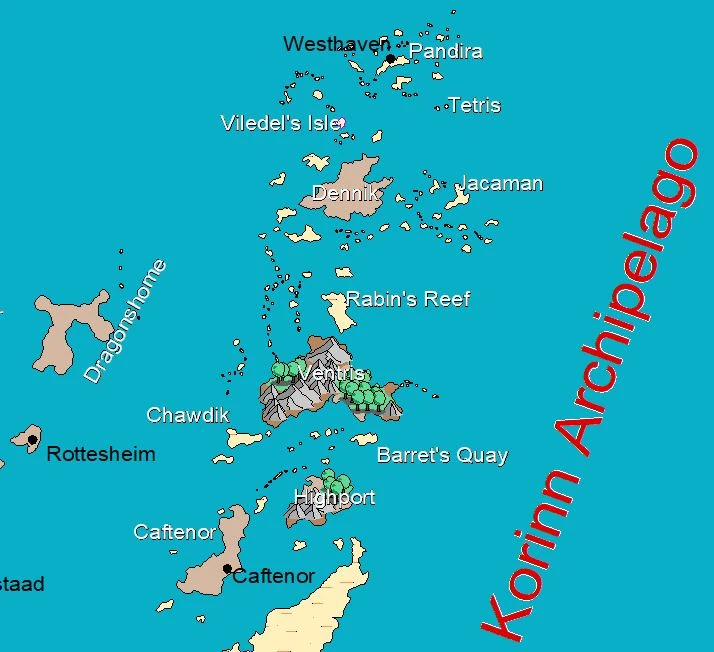 Westhaven
Pandira
Tetris
Viledel's Isle
Dennik
Jacaman
Dragonshome
Rabin's Reef
Ventris
Chawdik
Rottesheim
Barret's Quay
Highport
Caftenor
Caftenor
staad
Korinn Archipelago